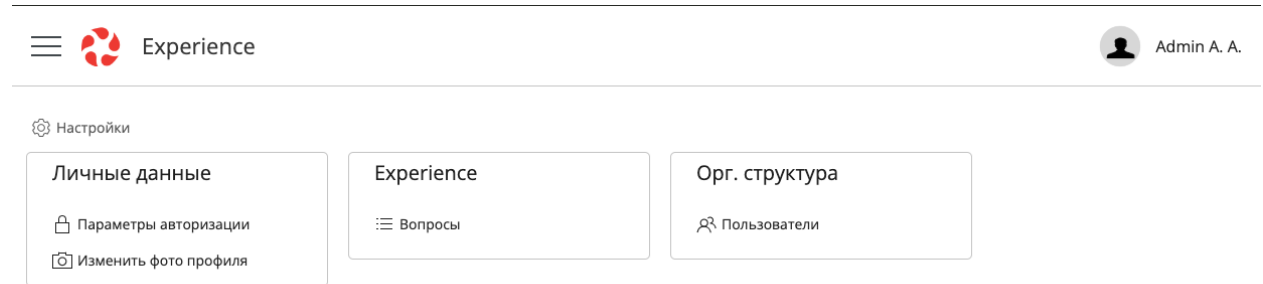 Experience
Admin A. A.
Настройки
Личные данные
Параметры авторизации
Изменить фото профиля
Experience
Вопросы
Орг. структура
Пользователи